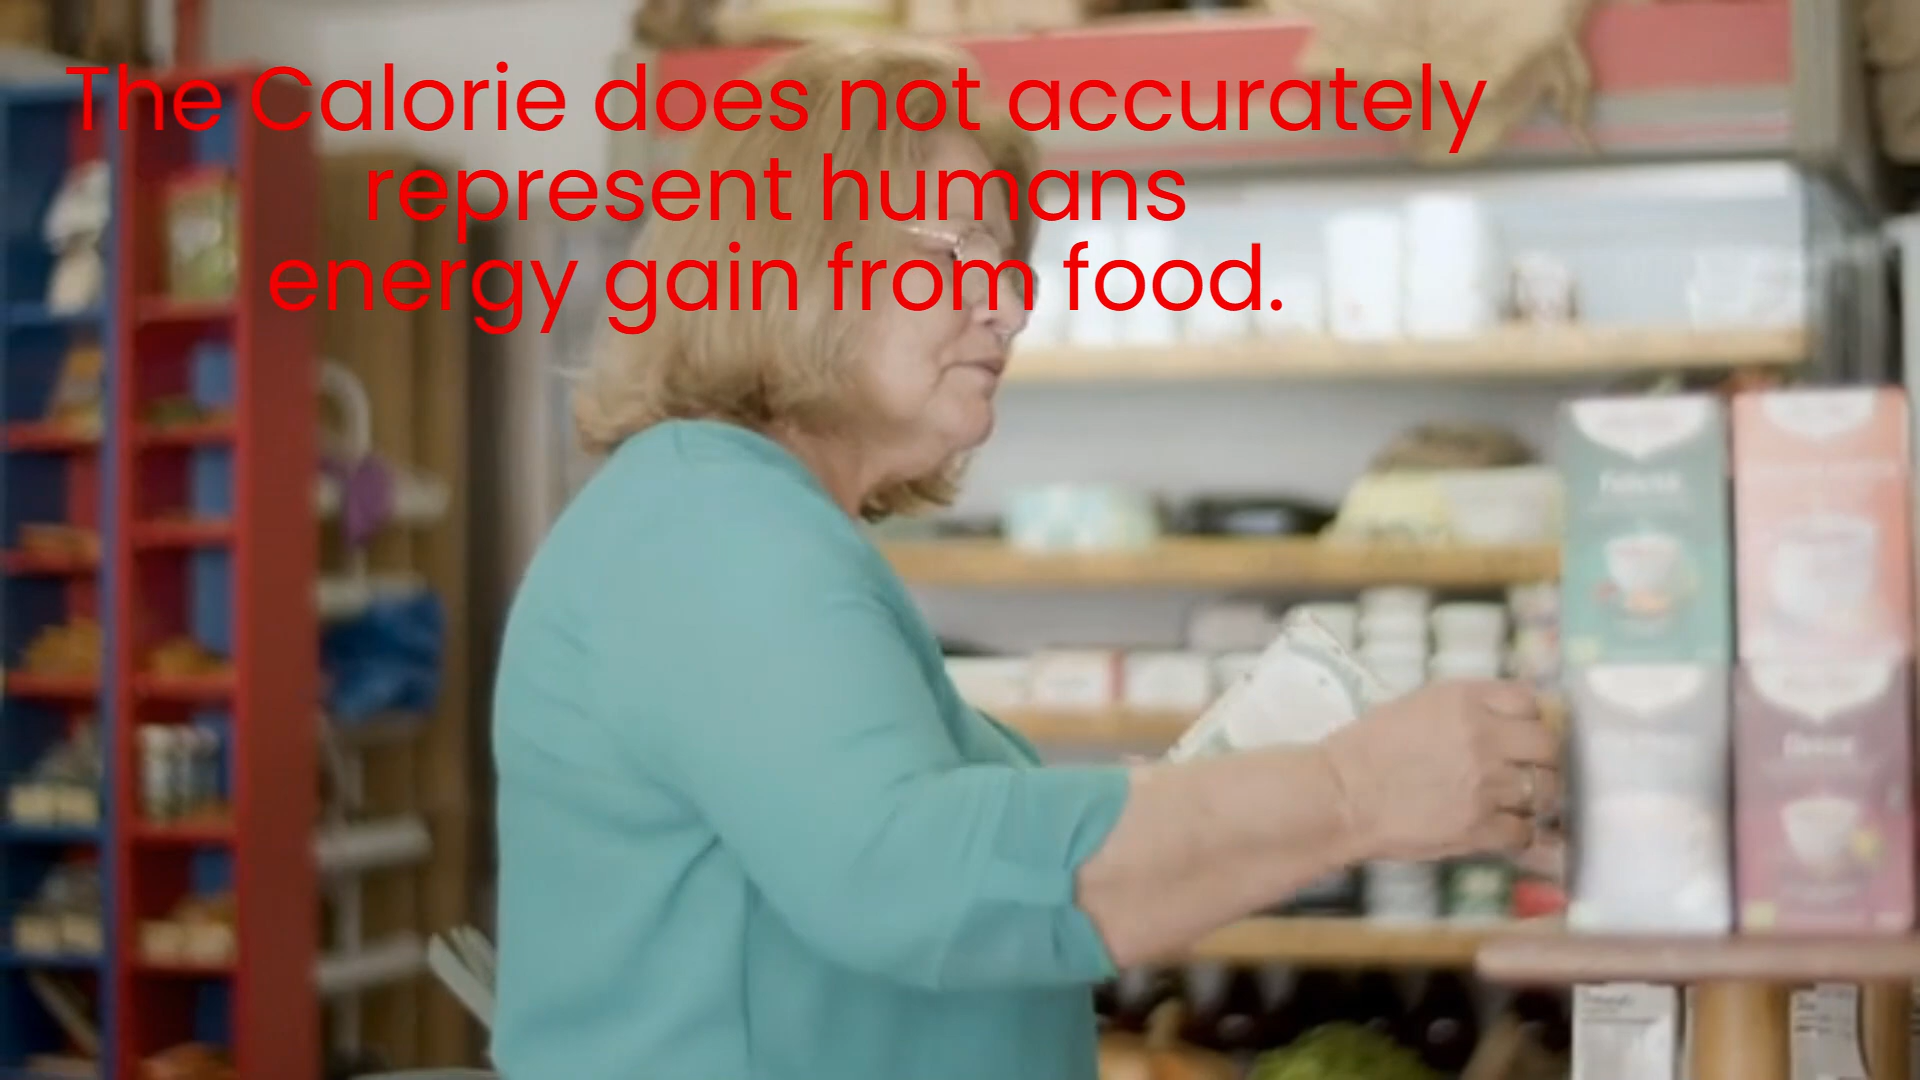 The Calorie does not accurately
represent humans
energy gain from food.